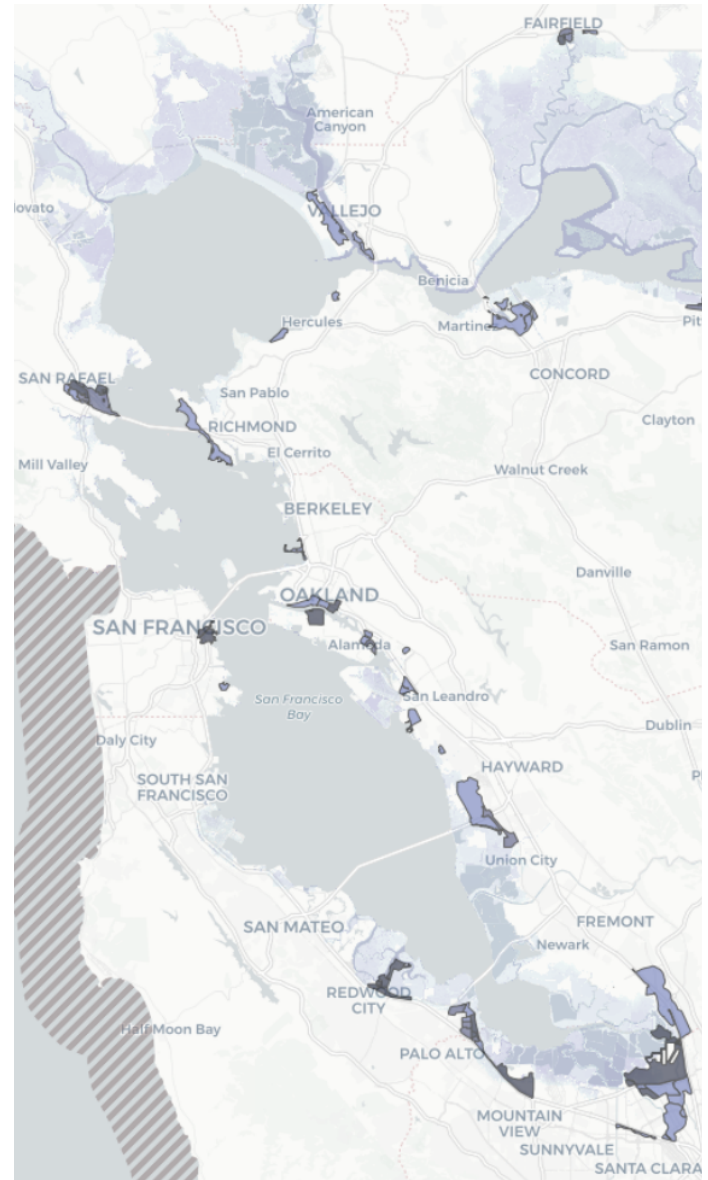 FAIRFIELD
American
Canyon
VALLEJO
ovato
Benicia
Hercules
Martinez
Pit
CONCORD
SAN RAFAEL
San Pablo
RICHMOND
Clayton
El Cerrito
Mill Valley
Walnut Creek
BERKELEY
Danville
OAKLAND
SAN FRANCISCO
Alameda
San Ramon
San Leandro
San Francisco
Bay
Dublin
Daly City
HAYWARD
P
SOUTH SAN
FRANCISCO
Union City
FREMONT
SAN MATEO
Newark
REDWOOD
CITY
Half Moon Bay
PALO ALTO
MOUNTAIN
VIEW
SUNNYVALE
SANTA CLARA